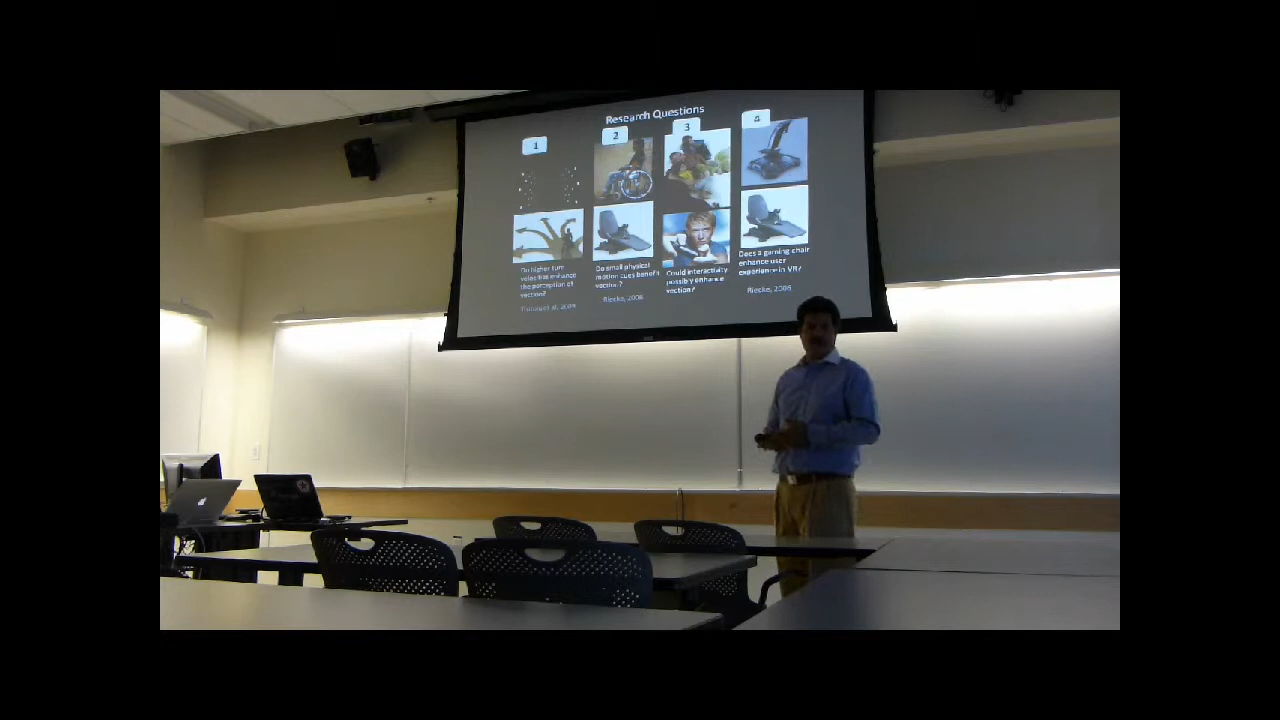 Research Questions
1
2
3
4
Do higher turn
velocities enhance
the perception of
vection?
Do small physical
motion cues benefit
vection?
Riecke, 2006
Could interactivity
possibly enhance
vection?
Does a gaming chair
enhance user
experience in VR?
Riecke, 2006